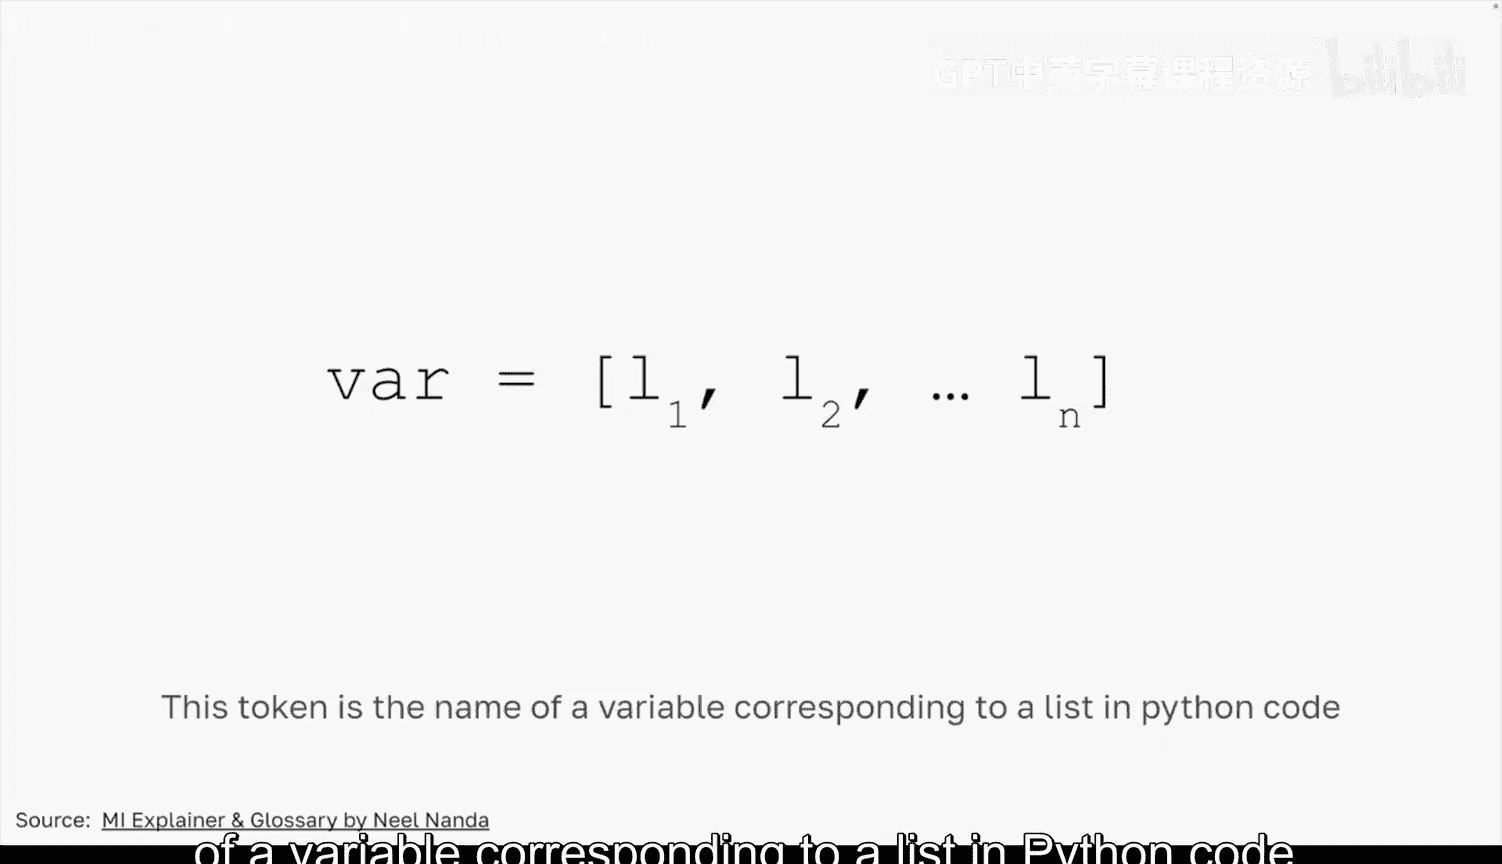 GPT中英字幕课程资源 bilibili
var = [l₁, l₂, … lₙ]
This token is the name of a variable corresponding to a list in python code
Source: MI Explainer & Glossary by Neel Nanda
of a variable corresponding to a list in Python code